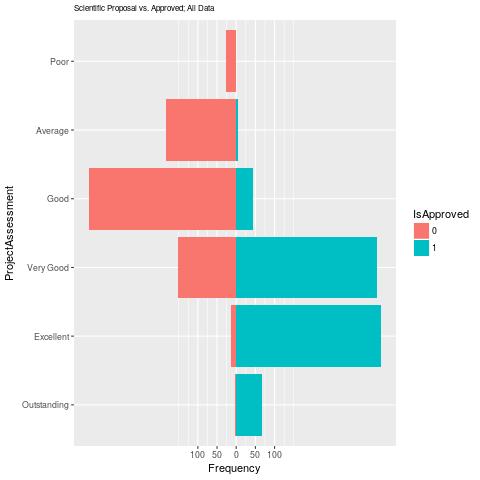 Scientific Proposal vs. Approved; All Data
Poor
Average
Good
Very Good
Excellent
Outstanding
ProjectAssessment
100 50 0 50 100
Frequency
IsApproved
0
1